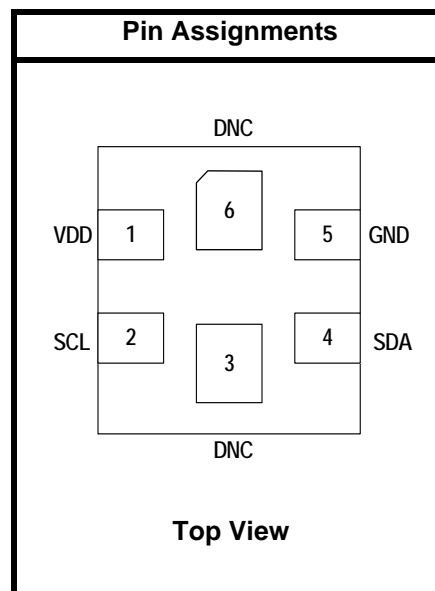 Pin Assignments
DNC
6
VDD 1 5 GND
SCL 2 4 SDA
3
DNC
Top View